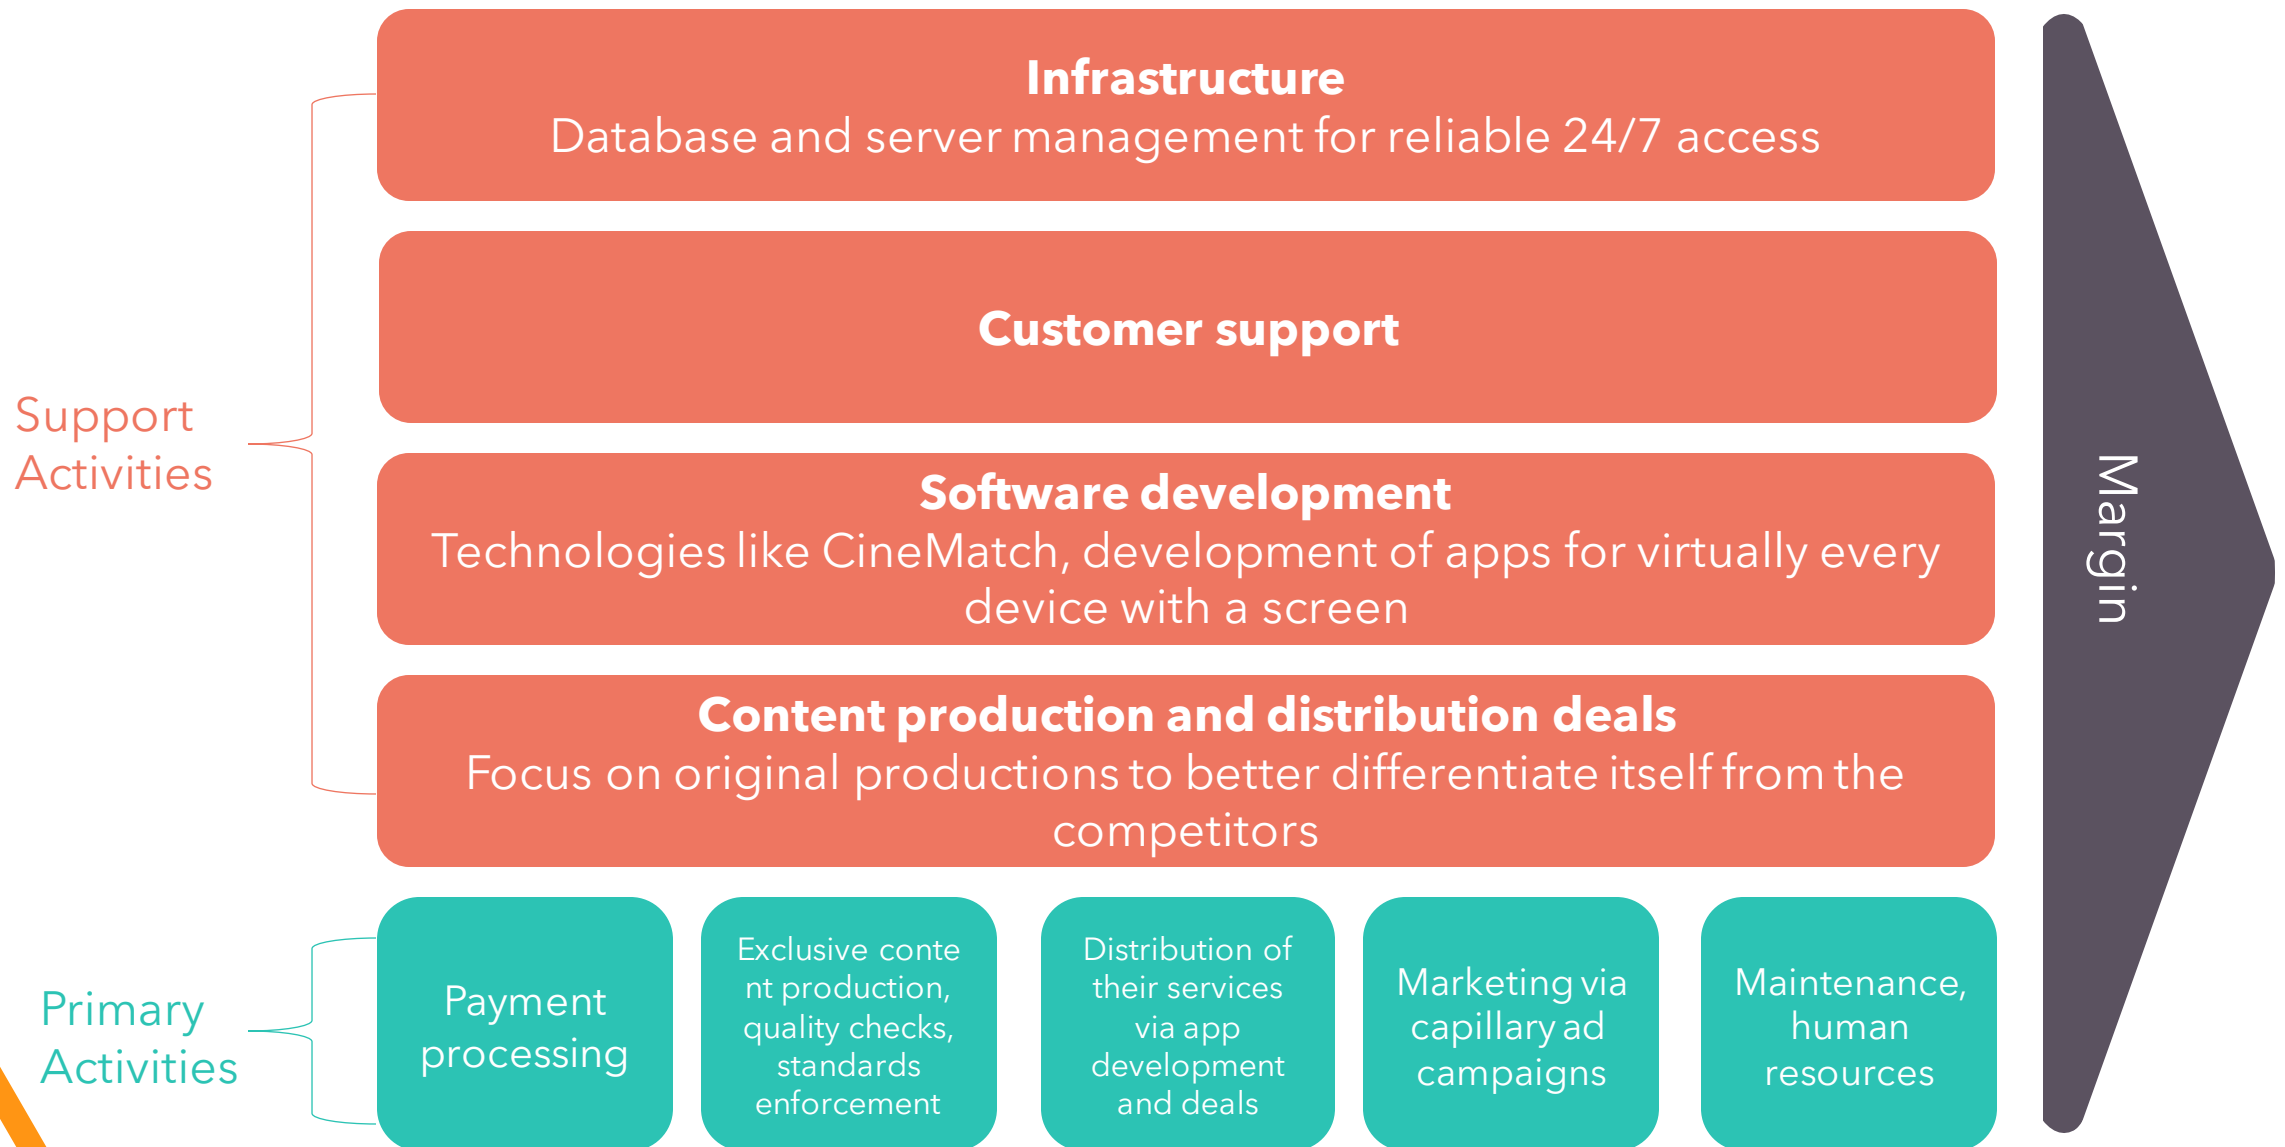 Infrastructure
Database and server management for reliable 24/7 access
Customer support
Support
Activities
Software development
Technologies like CineMatch, development of apps for virtually every
device with a screen
Margin
Content production and distribution deals
Focus on original productions to better differentiate itself from the
competitors
Primary
Activities
Payment
processing
Exclusive conte
nt production,
quality checks,
standards
enforcement
Distribution of
their services
via app
development
and deals
Marketing via
capillary ad
campaigns
Maintenance,
human
resources